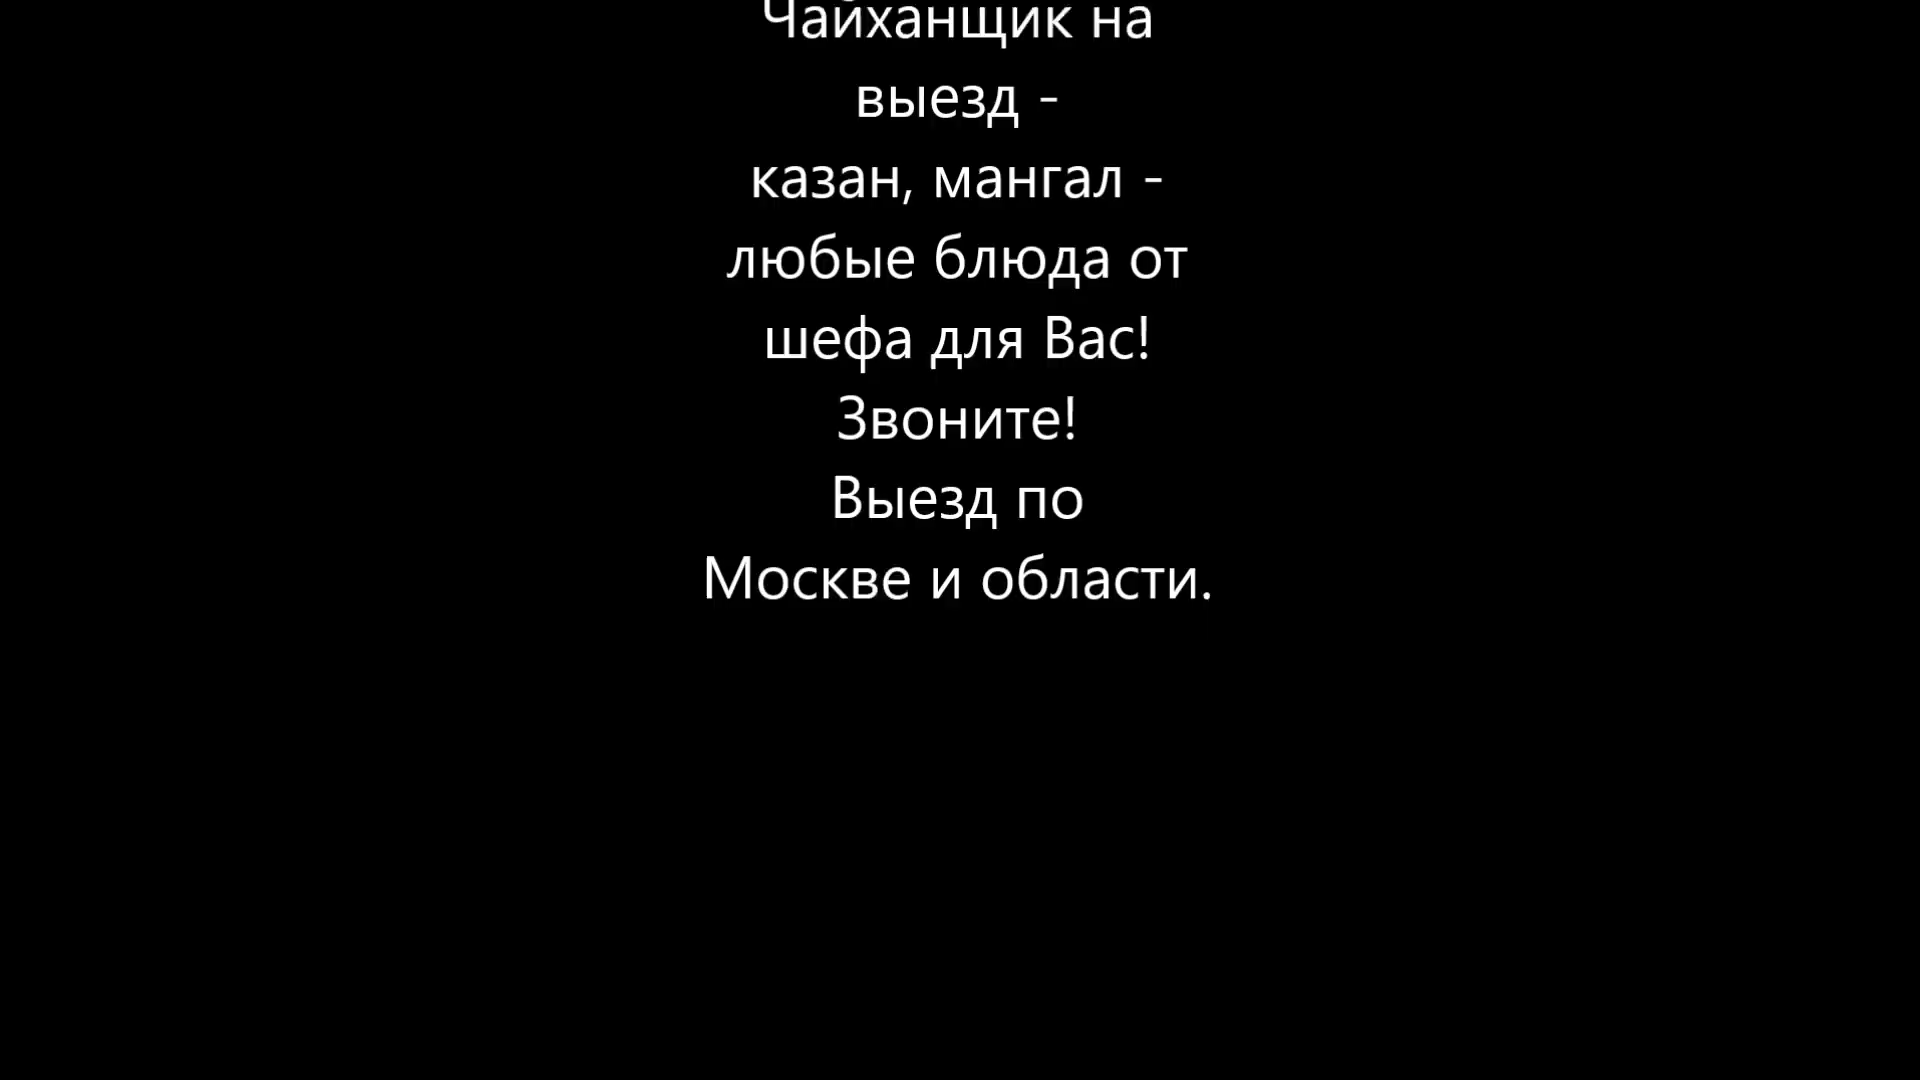 Чайханщик на
выезд -
казан, мангал -
любые блюда от
шефа для Вас!
Звоните!
Выезд по
Москве и области.